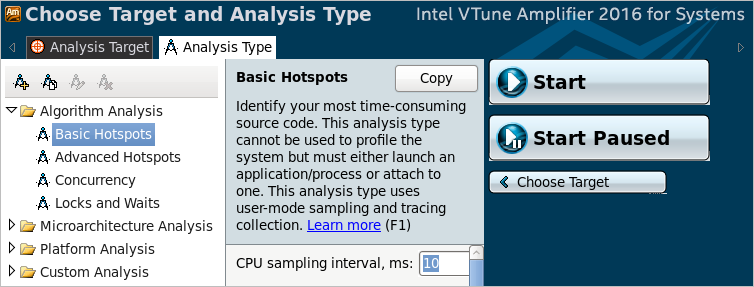 Am Choose Target and Analysis Type
Intel VTune Amplifier 2016 for Systems
Analysis Target
Analysis Type
Algorithm Analysis
Basic Hotspots
Advanced Hotspots
Concurrency
Locks and Waits
Microarchitecture Analysis
Platform Analysis
Custom Analysis
Basic Hotspots
Copy
Identify your most time-consuming
source code. This analysis type
cannot be used to profile the
system but must either launch an
application/process or attach to
one. This analysis type uses
user-mode sampling and tracing
collection. Learn more (F1)
CPU sampling interval, ms: 10
Start
Start Paused
Choose Target